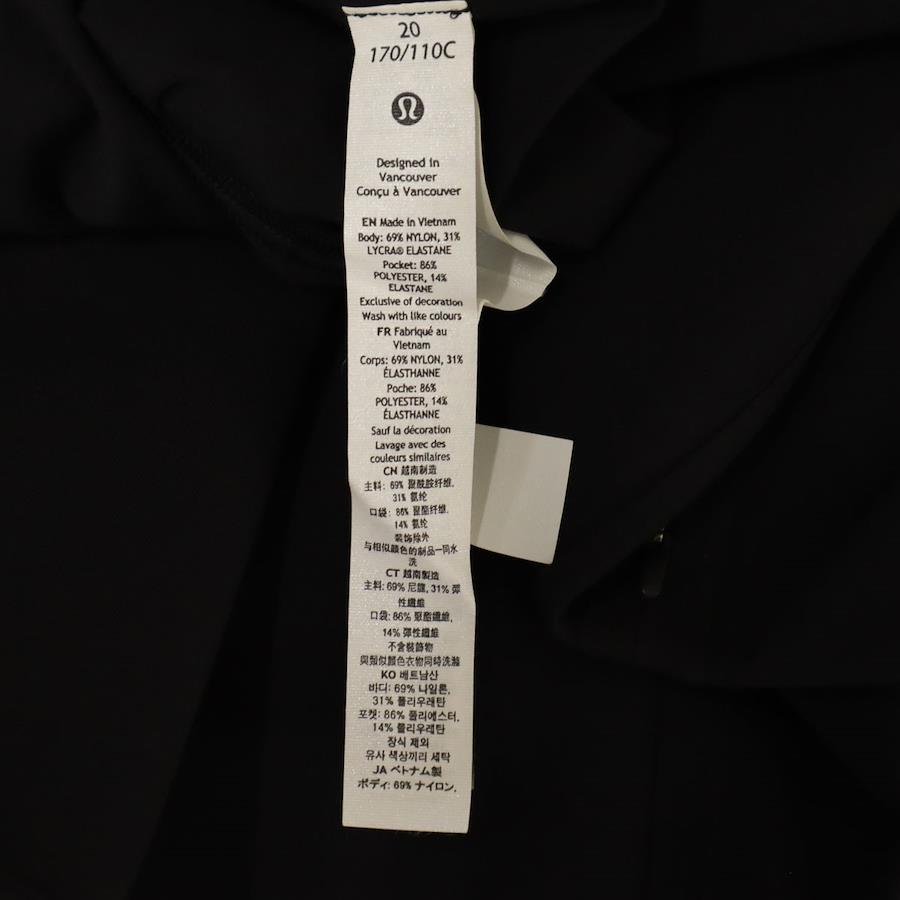 20
170/110C
Designed in
Vancouver
Conçu à Vancouver
EN Made in Vietnam
Body: 69% NYLON, 31%
LYCRA® ELASTANE
Pocket: 86%
POLYESTER, 14%
ELASTANE
Exclusive of decoration
Wash with like colours
FR Fabriqué au
Vietnam
Corps: 69% NYLON, 31%
ÉLASTHANNE
Poche: 86%
POLYESTER, 14%
ÉLASTHANNE
Sauf la décoration
Lavage avec des
couleurs similaires
CN 越南制造
主料: 69% 聚酰胺纤维,
31% 氨纶
口袋: 86% 聚酯纤维,
14% 氨纶
装饰除外
与相似颜色的制品一同水
洗
CT 越南製造
主料: 69% 尼龍, 31% 彈
性纖維
口袋: 86% 聚酯纖維,
14% 彈性纖維
不含裝飾物
與類似顏色衣物同時洗滌
KO 베트남산
바디: 69% 나일론,
31% 폴리우레탄
포켓: 86% 폴리에스터,
14% 폴리우레탄
장식 제외
유사 색상끼리 세탁
JA ベトナム製
ボディ: 69% ナイロン,